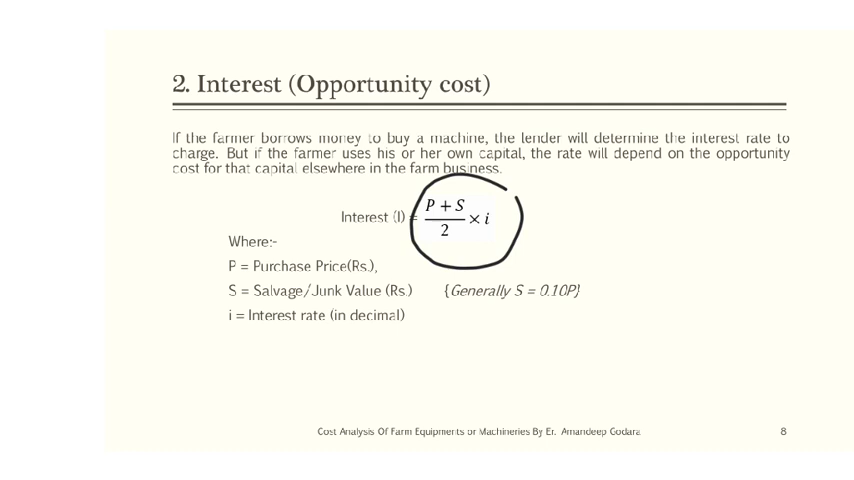 2. Interest (Opportunity cost)
If the farmer borrows money to buy a machine, the lender will determine the interest rate to
charge. But if the farmer uses his or her own capital, the rate will depend on the opportunity
cost for that capital elsewhere in the farm business.
Interest (I) = (P + S)/2 × i
Where:-
P = Purchase Price(Rs.),
S = Salvage/Junk Value (Rs.) {Generally S = 0.10P}
i = Interest rate (in decimal)
Cost Analysis Of Farm Equipments or Machineries By Er. Amandeep Godara 8